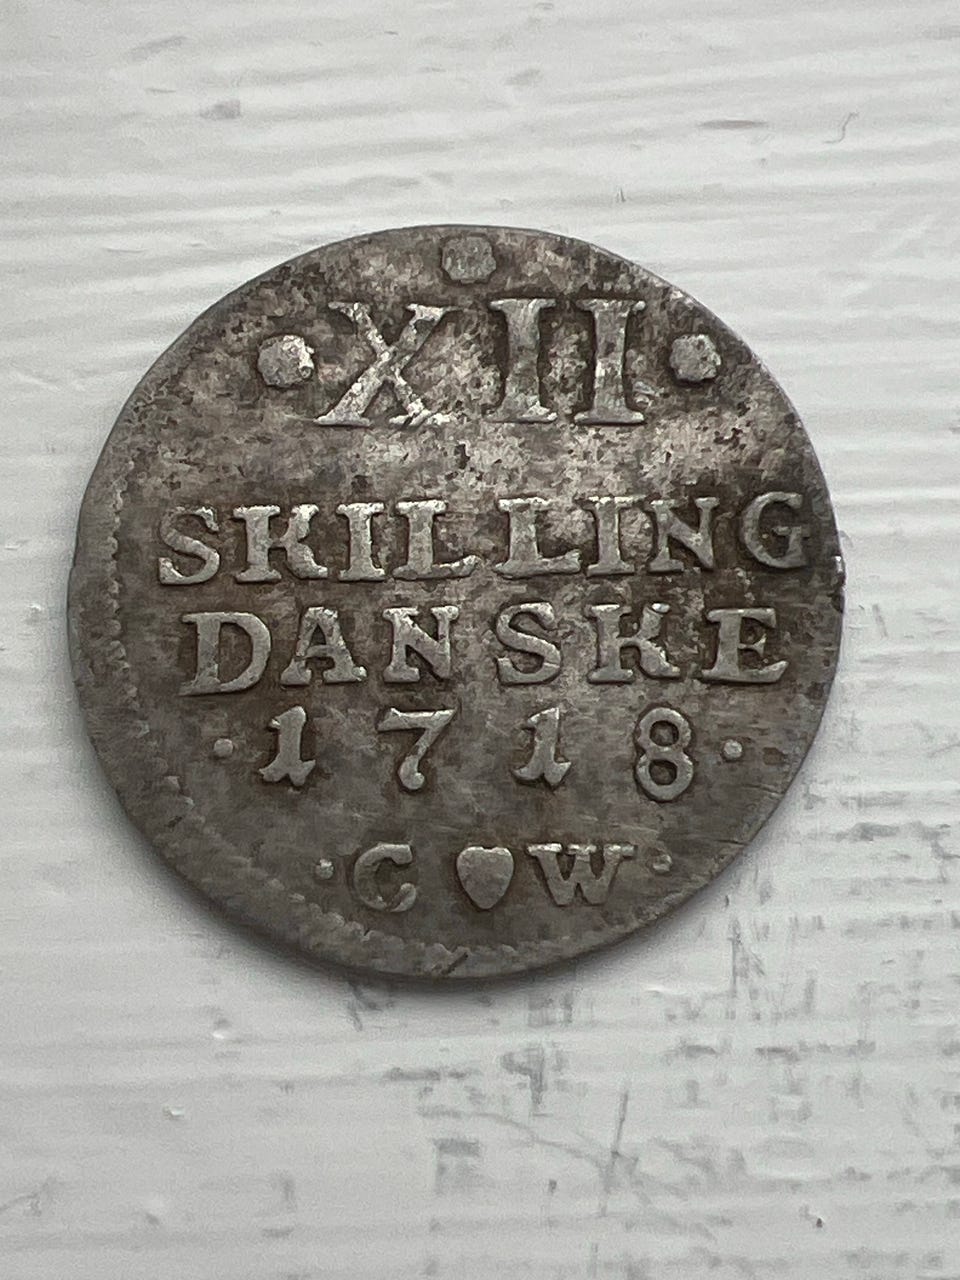 · XII ·
SKILLING
DANSKE
· 1718 ·
· C ♥ W ·